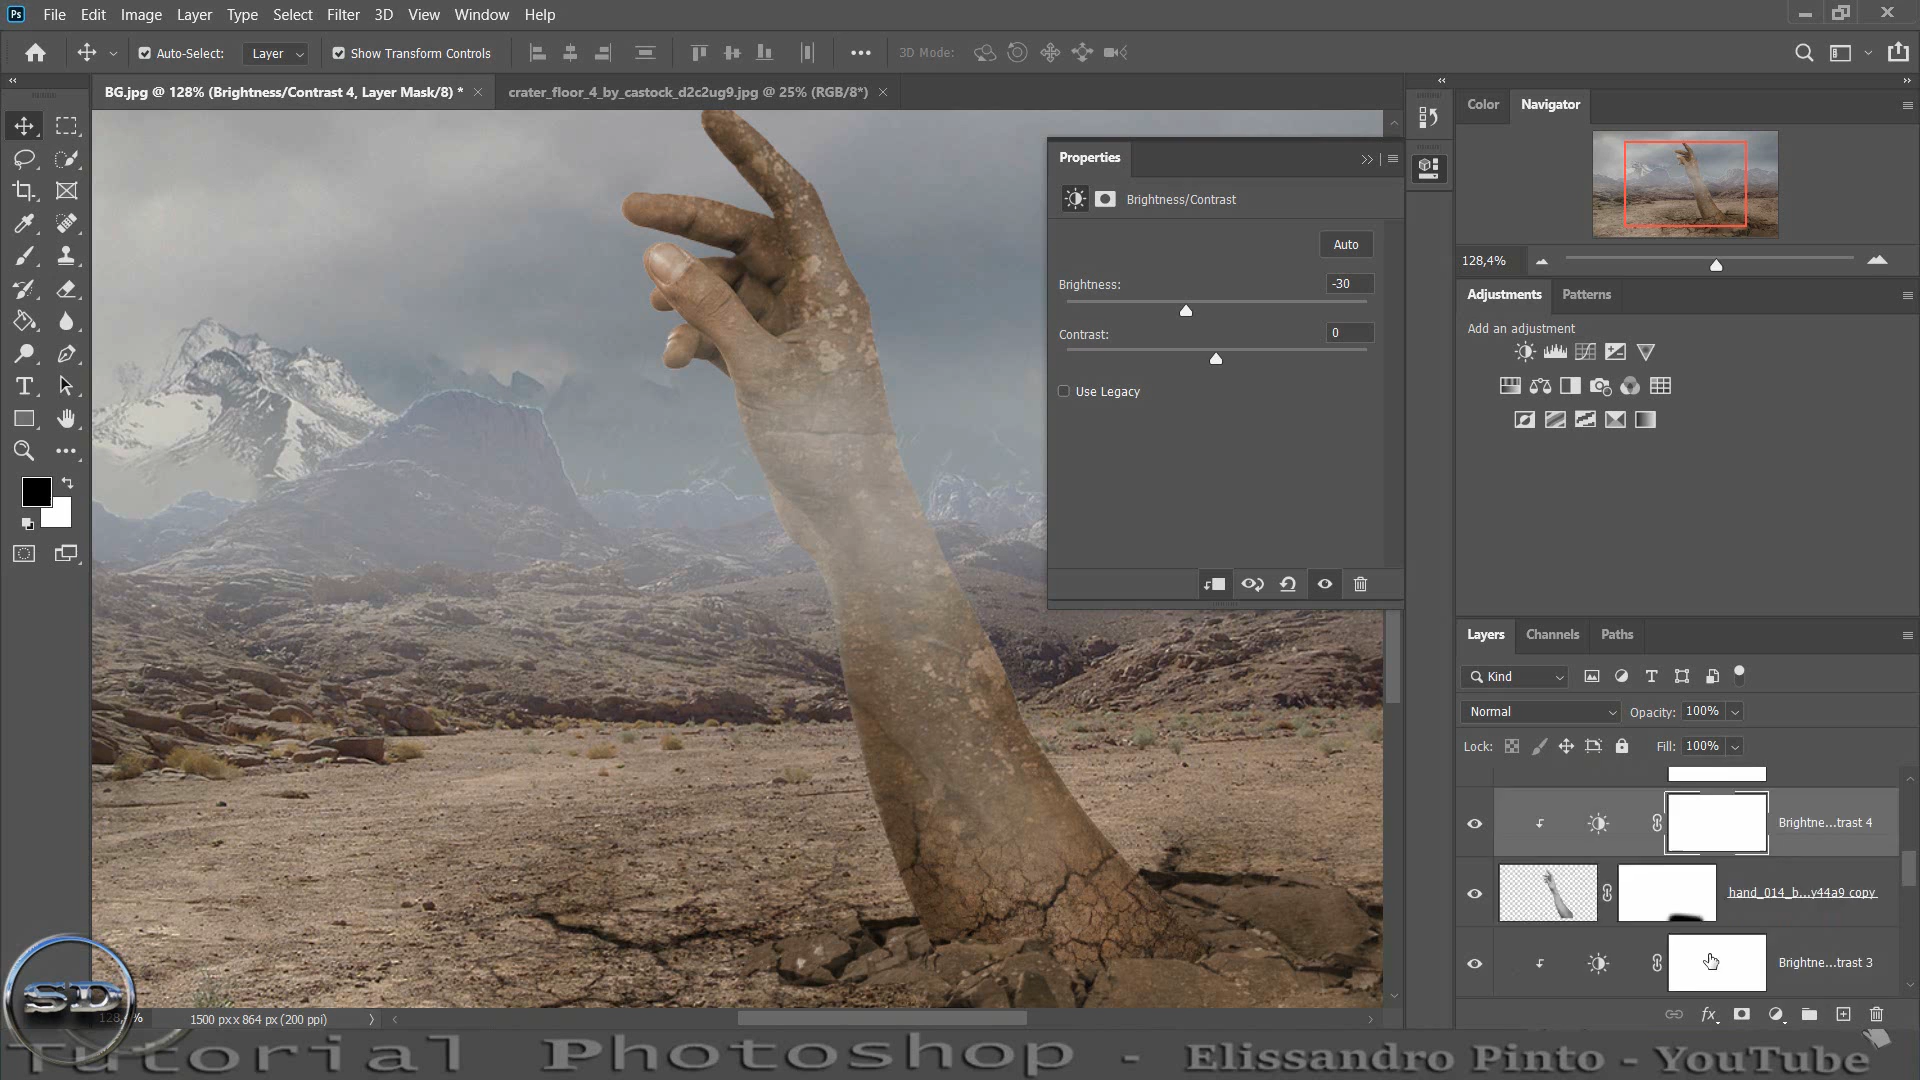 Ps File Edit Image Layer Type Select Filter 3D View Window Help
Auto-Select: Layer Show Transform Controls 3D Mode:
BG.jpg @ 128% (Brightness/Contrast 4, Layer Mask/8) *
crater_floor_4_by_castock_d2c2ug9.jpg @ 25% (RGB/8*)
Properties
Brightness/Contrast
Auto
Brightness: -30
Contrast: 0
Use Legacy
Color Navigator
128,4%
Adjustments Patterns
Add an adjustment
Layers Channels Paths
Kind
Normal Opacity: 100%
Lock: Fill: 100%
Brightne...trast 4
hand_014_b...y44a9 copy
Brightne...trast 3
1500 px x 864 px (200 ppi)
SD
Tutorial Photoshop - Elissandro Pinto - YouTube